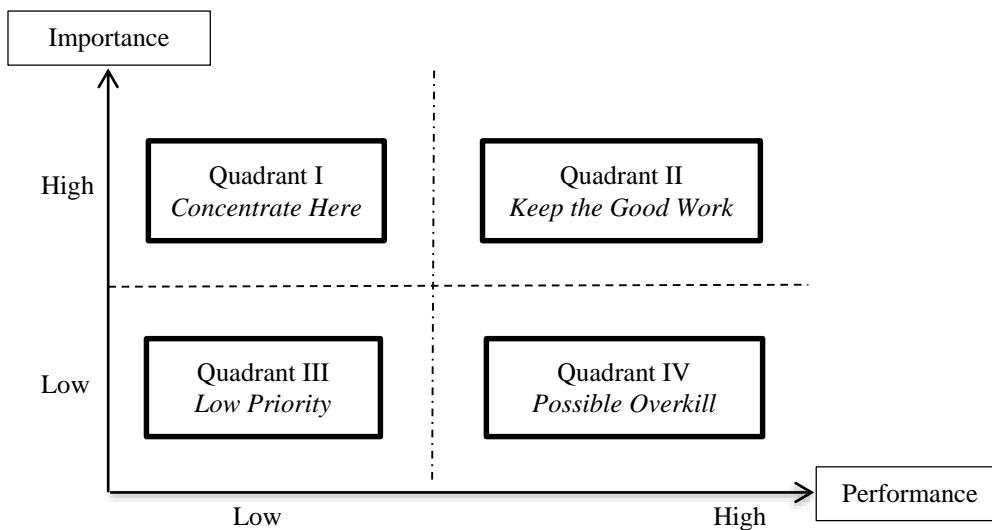 Importance
High
Quadrant I
Concentrate Here
Quadrant II
Keep the Good Work
Low
Quadrant III
Low Priority
Quadrant IV
Possible Overkill
Low
High
Performance